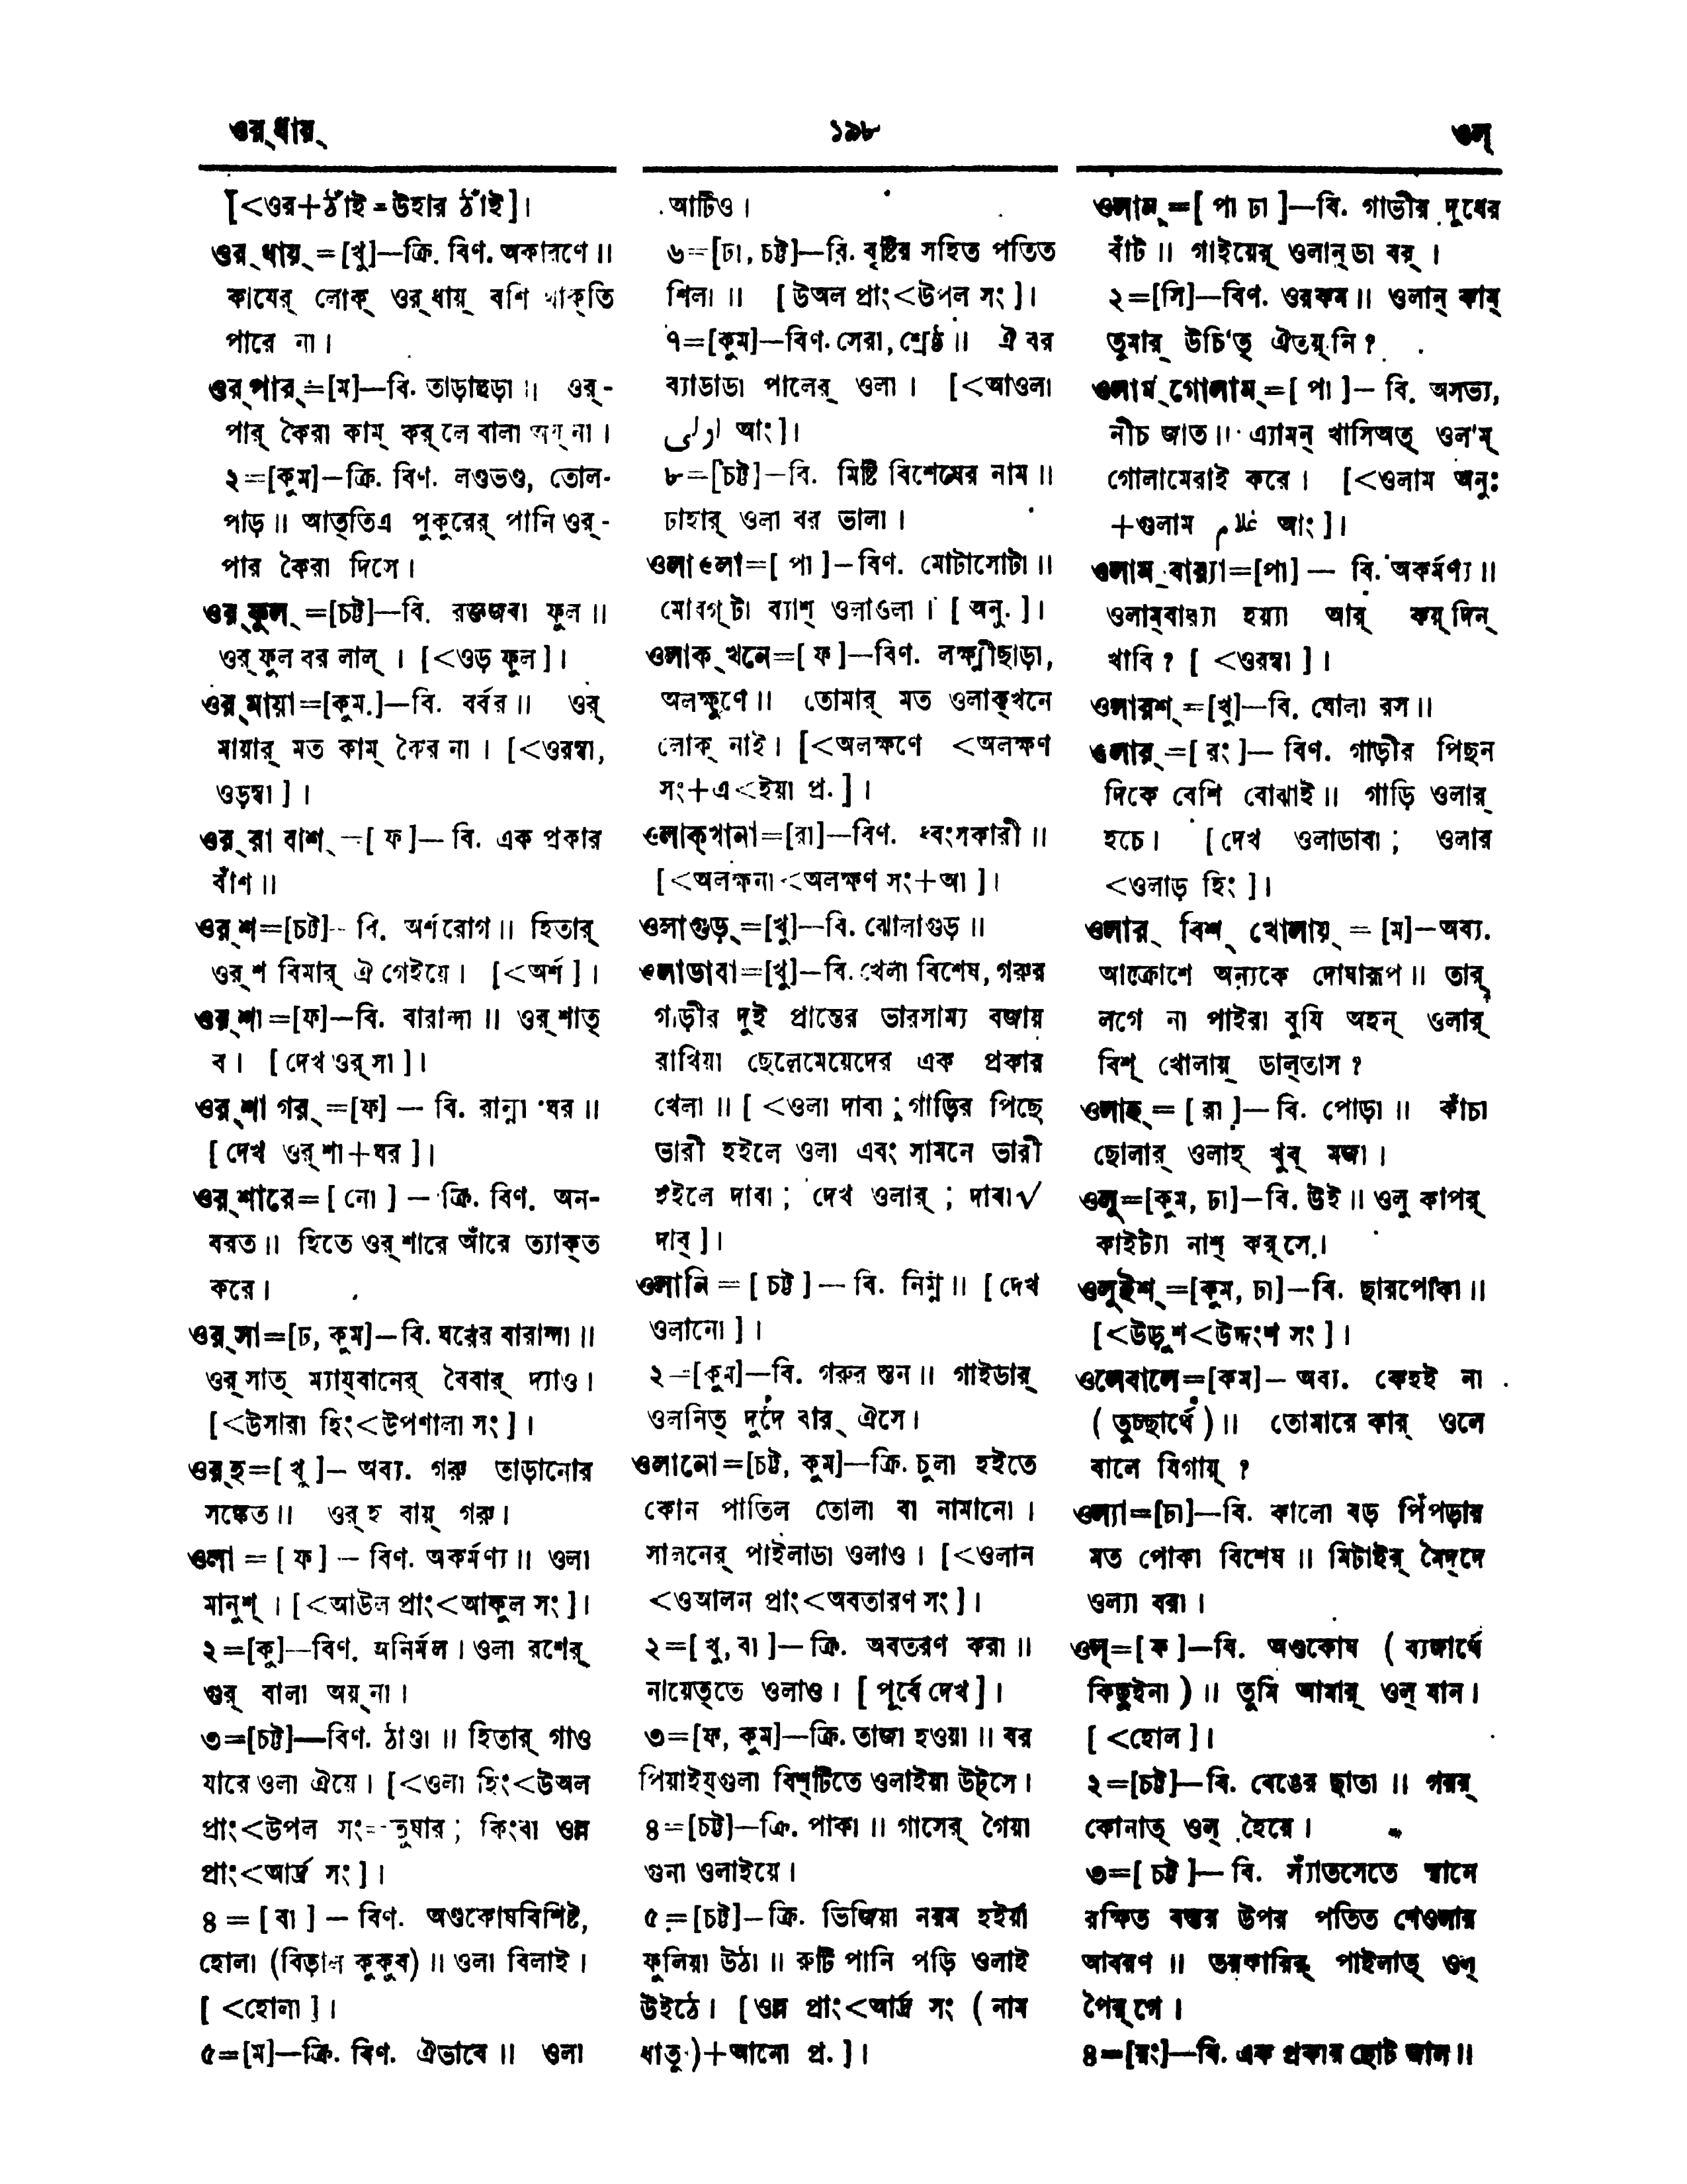 ওর্ধায়্
১৯৮
ওল্
[<ওর+ঠাঁই=উহার ঠাঁই]।
ওর্ধায়্=[খু]—ক্রি. বিণ. অকারণে॥
কাযের্ লোক্ ওর্ধায়্ বশি থাক্তি
পারে না।
ওর্পার্=[ম]—বি. তাড়াহুড়া॥ ওর্-
পার্ কৈরা কাম্ কর্লে বালা অয়্ না।
২=[কুম]—ক্রি. বিণ. লণ্ডভণ্ড, তোল-
পাড়॥ আত্তিএ পুকুরের্ পানি ওর্-
পার কৈরা দিসে।
ওর্ফুল্=[চট্ট]—বি. রক্তজবা ফুল॥
ওর্ফুল বর লাল্। [<ওড় ফুল]।
ওর্মায়া=[কুম.]—বি. বর্বর॥ ওর্
মায়ার্ মত কাম্ কৈর না। [<ওরম্বা,
ওড়ম্বা]।
ওর্রা বাশ্=[ফ]—বি. এক প্রকার
বাঁশ॥
ওর্শ=[চট্ট]—বি. অর্শরোগ॥ হিতার্
ওর্শ বিমার্ ঐ গেইয়ে। [<অর্শ]।
ওর্শা=[ফ]—বি. বারান্দা॥ ওর্শাত্
ব। [দেখ ওর্সা]।
ওর্শা গর্=[ফ]—বি. রান্না ঘর॥
[দেখ ওর্শা+ঘর]।
ওর্শারে=[নো]—ক্রি. বিণ. অন-
বরত॥ হিতে ওর্শারে আঁরে ত্যাক্ত
করে।
ওর্সা=[ঢ, কুম]—বি. ঘরের বারান্দা॥
ওর্সাত্ ম্যায্বানের্ বৈবার্ দ্যাও।
[<উসারা হিং<উপশালা সং]।
ওর্হ=[খু]—অব্য. গরু তাড়ানোর
সঙ্কেত॥ ওর্হ বায়্ গরু।
ওলা=[ফ]—বিণ. অকর্মণ্য॥ ওলা
মানুশ্। [<আউল প্রাং<আকুল সং]।
২=[কু]—বিণ. অনির্মল। ওলা রশের্
গুর্ বালা অয়্ না।
৩=[চট্ট]—বিণ. ঠাণ্ডা॥ হিতার্ গাও
যারে ওলা ঐয়ে। [<ওলা হিং<উঅল
প্রাং<উপল সং=তুষার; কিংবা ওল্ল
প্রাং<আর্দ্র সং]।
৪=[বা]—বিণ. অণ্ডকোষবিশিষ্ট,
হোলা (বিড়াল কুকুব)॥ ওলা বিলাই।
[<হোলা]।
৫=[ম]—ক্রি. বিণ. ঐভাবে॥ ওলা
আটিও।
৬=[ঢা, চট্ট]—বি. বৃষ্টির সহিত পতিত
শিলা॥ [উঅল প্রাং<উপল সং]।
৭=[কুম]—বিণ. সেরা, শ্রেষ্ঠ॥ ঐ বর
ব্যাডাডা পালের্ ওলা। [<আওলা
اولى আং]।
৮=[চট্ট]—বি. মিষ্টি বিশেষের নাম॥
ঢাহার্ ওলা বর ভালা।
ওলাওলা=[পা]—বিণ. মোটাসোটা॥
মোবগ্টা ব্যাশ্ ওলাওলা। [অনু.]।
ওলাক্খনে=[ফ]—বিণ. লক্ষ্মীছাড়া,
অলক্ষুণে॥ তোমার্ মত ওলাক্খনে
লোক্ নাই। [<অলক্ষণে <অলক্ষণ
সং+এ<ইয়া প্র.]।
ওলাক্খানা=[রা]—বিণ. ধ্বংসকারী॥
[<অলক্ষনা<অলক্ষণ সং+আ]।
ওলাগুড়্=[খু]—বি. ঝোলাগুড়॥
ওলাডাবা=[খু]—বি. খেলা বিশেষ, গরুর
গাড়ীর দুই প্রান্তের ভারসাম্য বজায়
রাখিয়া ছেলেমেয়েদের এক প্রকার
খেলা॥ [<ওলা দাবা; গাড়ির পিছে
ভারী হইলে ওলা এবং সামনে ভারী
হইলে দাবা; দেখ ওলার্; দাবা√
দাব্]।
ওলানি=[চট্ট]—বি. নিম্ন॥ [দেখ
ওলানো]।
২=[কুম]—বি. গরুর স্তন॥ গাইডার্
ওলনিত্ দুদে বার্ ঐসে।
ওলানো=[চট্ট, কুম]—ক্রি. চুলা হইতে
কোন পাতিল তোলা বা নামানো।
সালনের্ পাইলাডা ওলাও। [<ওলান
<ওআলন প্রাং<অবতারণ সং]।
২=[খু, বা]—ক্রি. অবতরণ করা॥
নায়েত্তে ওলাও। [পূর্বে দেখ]।
৩=[ফ, কুম]—ক্রি. তাজা হওয়া॥ বর
পিয়াইয্গুলা বিশ্টিতে ওলাইয়া উট্সে।
৪=[চট্ট]—ক্রি. পাকা॥ গাসের্ গৈয়া
গুনা ওলাইয়ে।
৫=[চট্ট]—ক্রি. ভিজিয়া নরম হইয়া
ফুলিয়া উঠা॥ রুটি পানি পড়ি ওলাই
উইঠে। [ওল্ল প্রাং<আর্দ্র সং (নাম
ধাতু)+আনো প্র.]।
ওলাম্=[পা ঢা]—বি. গাভীর দুধের
বাঁট॥ গাইয়ের্ ওলান্ডা বর্।
২=[সি]—বিণ. ওরকম॥ ওলান্ কাম্
তুমার্ উচি'ত্ ঐতয়্ নি?
ওলাম্ গোলাম্=[পা]—বি. অসভ্য,
নীচ জাত॥ এ্যামন্ খাসিঅত্ ওল'ম্
গোলামেরাই করে। [<ওলাম অনু:
+গুলাম غلام আং]।
ওলাম্বার‍্যা=[পা]—বি. অকর্মণ্য॥
ওলাম্বার‍্যা হয়্যা আর্ কয়্ দিন্
খাবি? [<ওরম্বা]।
ওলারশ্=[খু]—বি. ঘোলা রস॥
ওলার্=[রং]—বিণ. গাড়ীর পিছন
দিকে বেশি বোঝাই॥ গাড়ি ওলার্
হচে। [দেখ ওলাডাবা; ওলার
<ওলাড় হিং]।
ওলার্ বিশ্ খোলায়্=[ম]—অব্য.
আক্রোশে অন্যকে দোষারূপ॥ তার্
লগে না পাইরা বুযি অহন্ ওলার্
বিশ্ খোলায়্ ডাল্তাস?
ওলাহ্=[রা]—বি. পোড়া॥ কাঁচা
ছোলার্ ওলাহ্ খুব্ মজা।
ওলু=[কুম, ঢা]—বি. উই॥ ওলু কাপর্
কাইট্যা নাশ্ কর্সে।
ওলুইশ্=[কুম, ঢা]—বি. ছারপোকা॥
[<উড়ুশ<উদ্দংশ সং]।
ওলেবালে=[কম]—অব্য. কেহই না
(তুচ্ছার্থে)॥ তোমারে কার্ ওলে
বালে যিগায়্?
ওল্যা=[ঢা]—বি. কালো বড় পিঁপড়ার
মত পোকা বিশেষ॥ মিটাইর্ মৈদ্দে
ওল্যা বরা।
ওল্=[ক]—বি. অণ্ডকোষ (ব্যঙ্গার্থে
কিছুইনা)॥ তুমি আমার্ ওল্ যান।
[<হোল]।
২=[চট্ট]—বি. বেঙের ছাতা॥ গরর্
কোনাত্ ওল্ হৈয়ে।
৩=[চট্ট]—বি. স্যাঁতসেতে স্থানে
রক্ষিত বস্তুর উপর পতিত শেওলার
আবরণ॥ তরকারির্ পাইলাত্ ওল্
পৈর্গে।
৪=[রং]—বি. এক প্রকার ছোট জাল॥